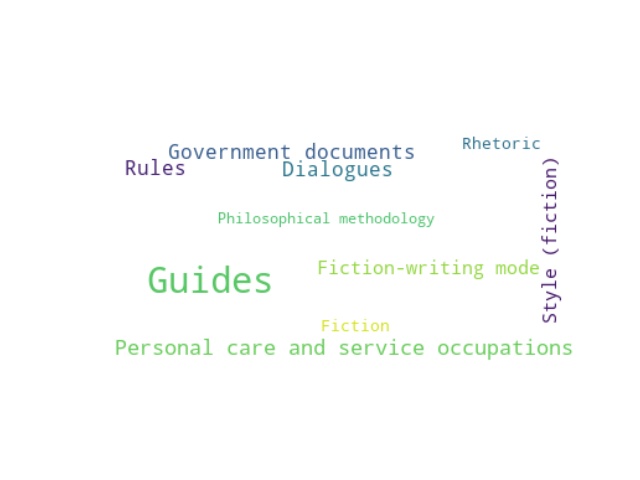 Rhetoric
Government documents
Rules
Dialogues
Style (fiction)
Philosophical methodology
Fiction-writing mode
Guides
Fiction
Personal care and service occupations